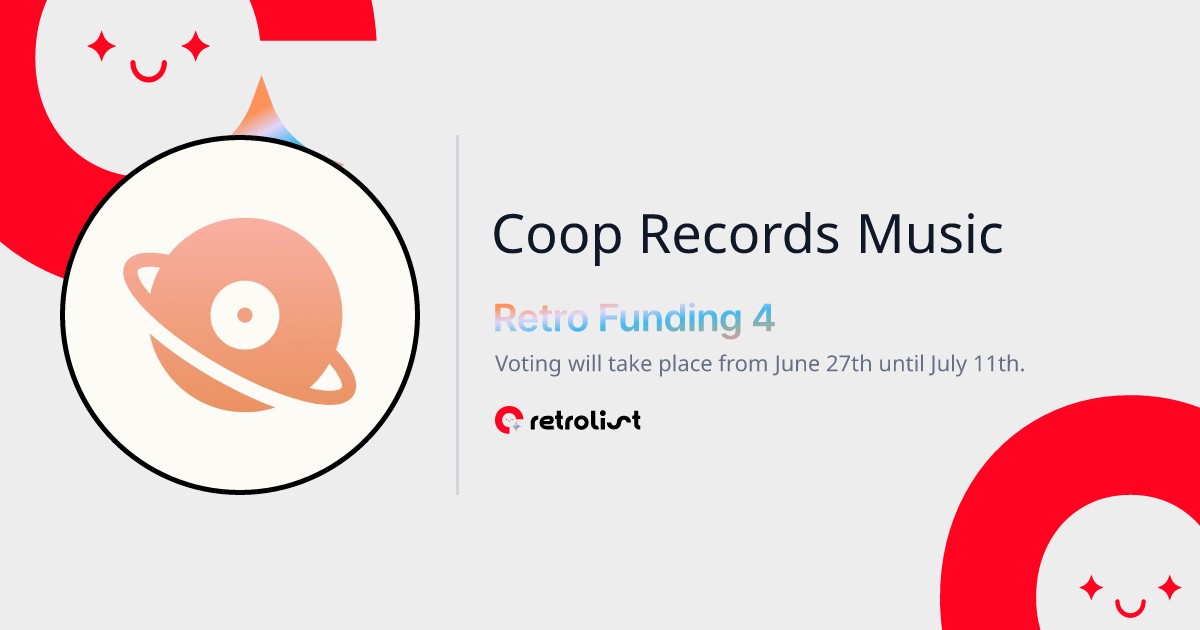 Coop Records Music
Retro Funding 4
Voting will take place from June 27th until July 11th.
retrolist